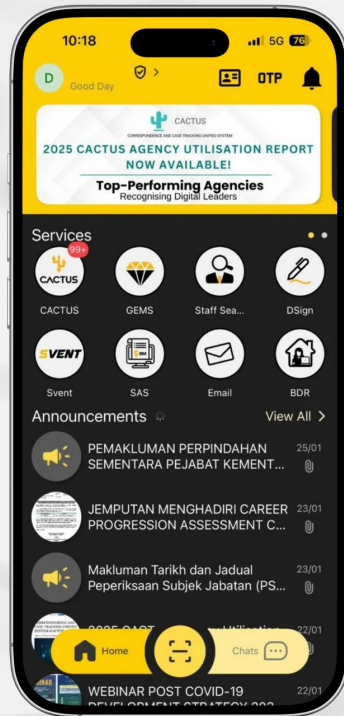 10:18
5G 76
D
Good Day
OTP
CACTUS
CORRESPONDENCE AND CASE TRACKING UNIFIED SYSTEM
2025 CACTUS AGENCY UTILISATION REPORT
NOW AVAILABLE!
Top-Performing Agencies
Recognising Digital Leaders
Services
99+
CACTUS
CACTUS
GEMS
Staff Sea...
DSign
SVENT
Svent
SAS
Email
BDR
Announcements
View All >
PEMAKLUMAN PERPINDAHAN
SEMENTARA PEJABAT KEMENT...
25/01
JEMPUTAN MENGHADIRI CAREER
PROGRESSION ASSESSMENT C...
23/01
Makluman Tarikh dan Jadual
Peperiksaan Subjek Jabatan (PS...
23/01
22/01
Home
Chats
WEBINAR POST COVID-19
22/01